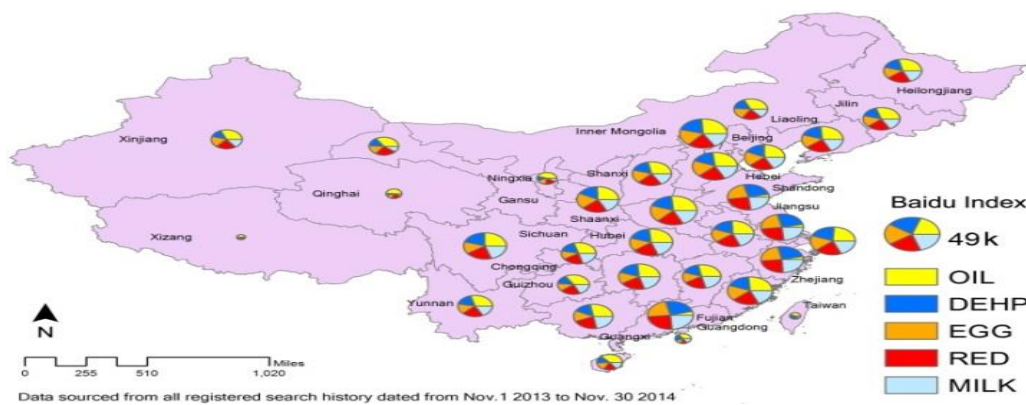 Heilongjiang
Jilin
Liaoling
Inner Mongolia
Beijing
Xinjiang
Hebei
Shanxi
Ningxia
Shandong
Qinghai
Gansu
Jiangsu
Shaanxi
Xizang
Sichuan
Hubei
Chongqing
Zhejiang
Guizhou
Yunnan
Taiwan
Fujian
Guangdong
Guangxi
Baidu Index
49k
OIL
DEHP
EGG
RED
MILK
N
Miles
0 255 510 1,020
Data sourced from all registered search history dated from Nov.1 2013 to Nov. 30 2014